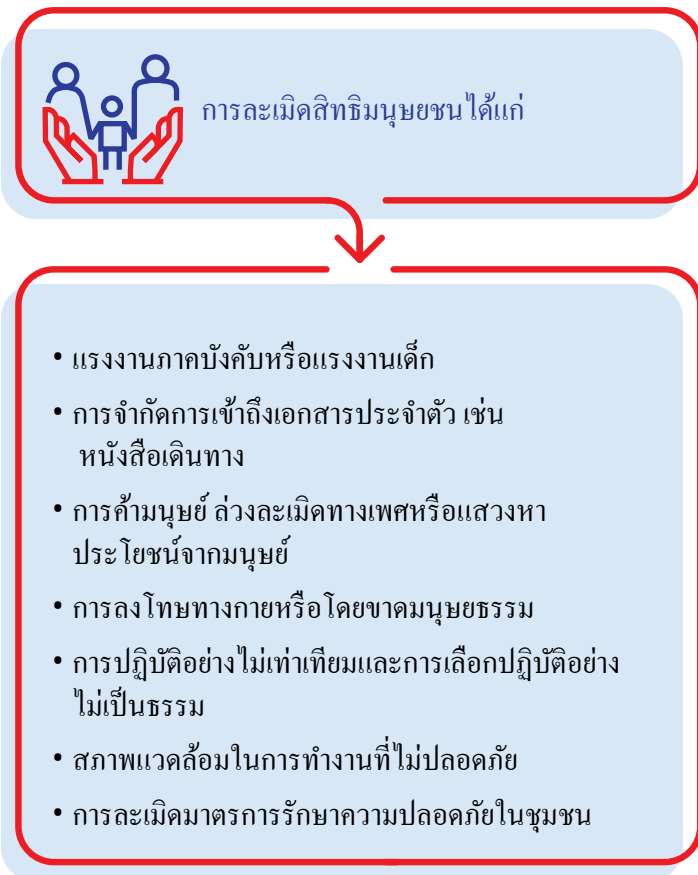 การละเมิดสิทธิมนุษยชนได้แก่
• แรงงานภาคบังคับหรือแรงงานเด็ก
• การจำกัดการเข้าถึงเอกสารประจำตัว เช่น
หนังสือเดินทาง
• การค้ามนุษย์ ล่วงละเมิดทางเพศหรือแสวงหา
ประโยชน์จากมนุษย์
• การลงโทษทางกายหรือโดยขาดมนุษยธรรม
• การปฏิบัติอย่างไม่เท่าเทียมและการเลือกปฏิบัติอย่าง
ไม่เป็นธรรม
• สภาพแวดล้อมในการทำงานที่ไม่ปลอดภัย
• การละเมิดมาตรการรักษาความปลอดภัยในชุมชน